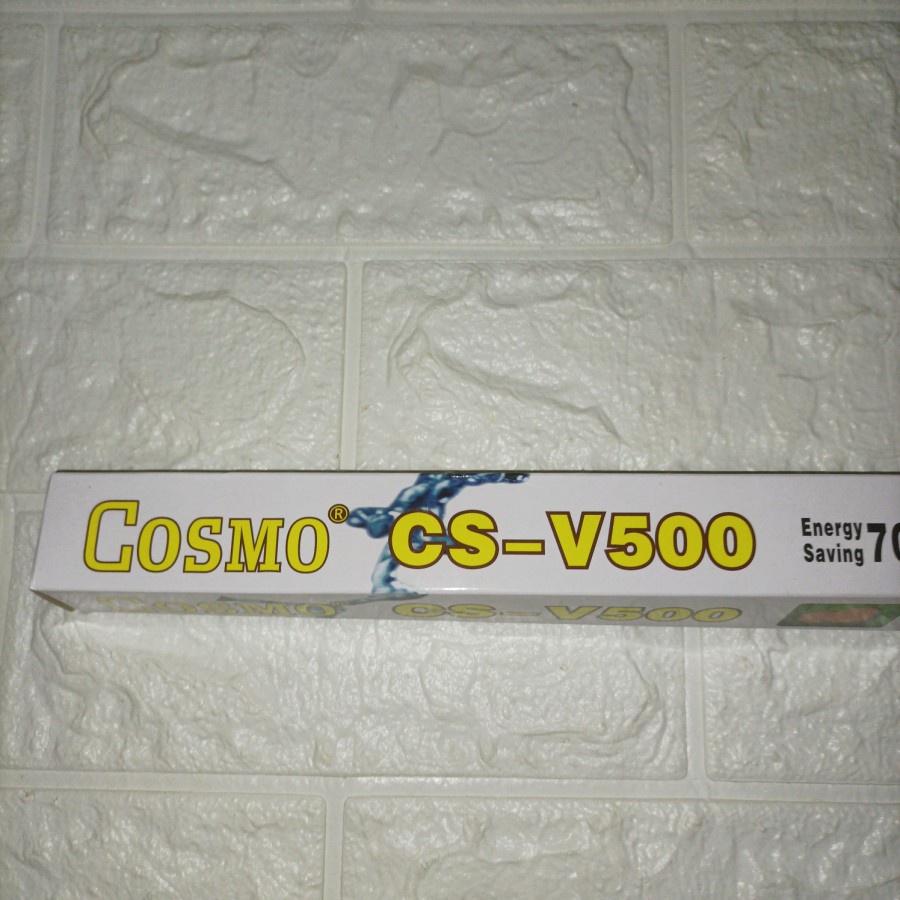 COSMO® CS-V500 Energy
Saving 70
COSMO® CS-V500